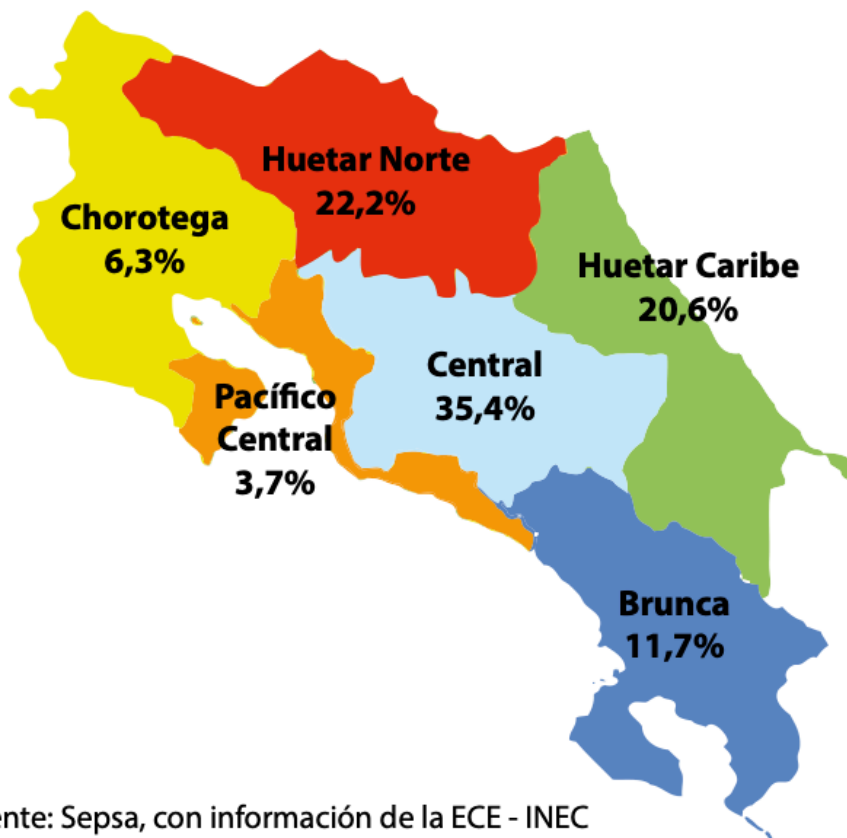 Huetar Norte
22,2%
Chorotega
6,3%
Huetar Caribe
20,6%
Central
35,4%
Pacífico
Central
3,7%
Brunca
11,7%
ente: Sepsa, con información de la ECE - INEC